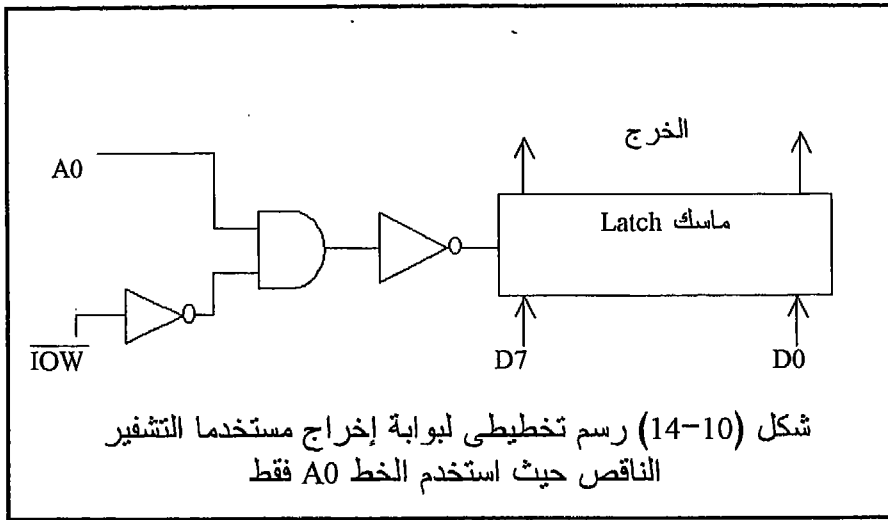 الخرج
A0
ماسك Latch
IOW
D7
D0
شكل (10-14) رسم تخطيطى لبوابة إخراج مستخدما التشفير
الناقص حيث استخدم الخط A0 فقط